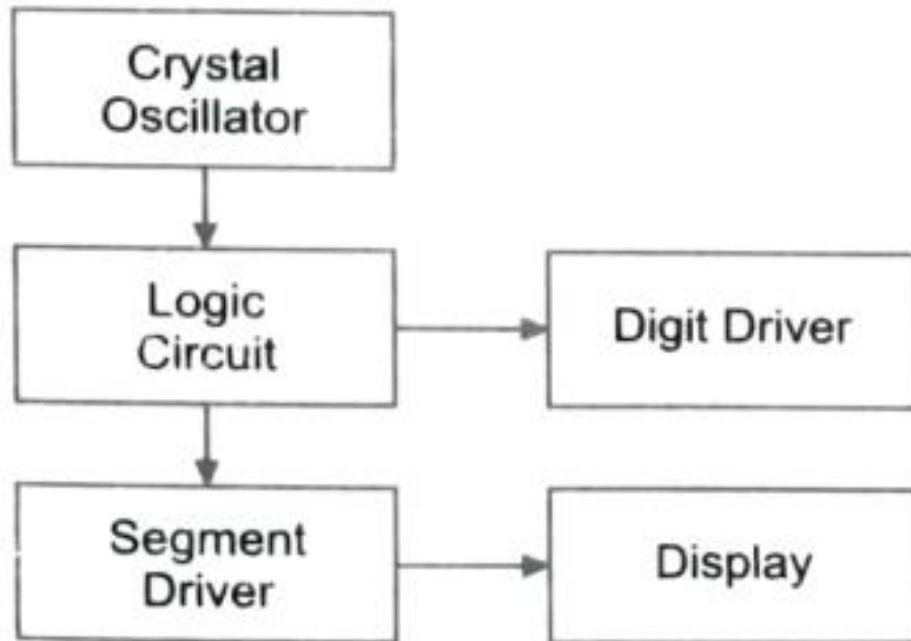 Crystal
Oscillator
Logic
Circuit
Digit Driver
Segment
Driver
Display